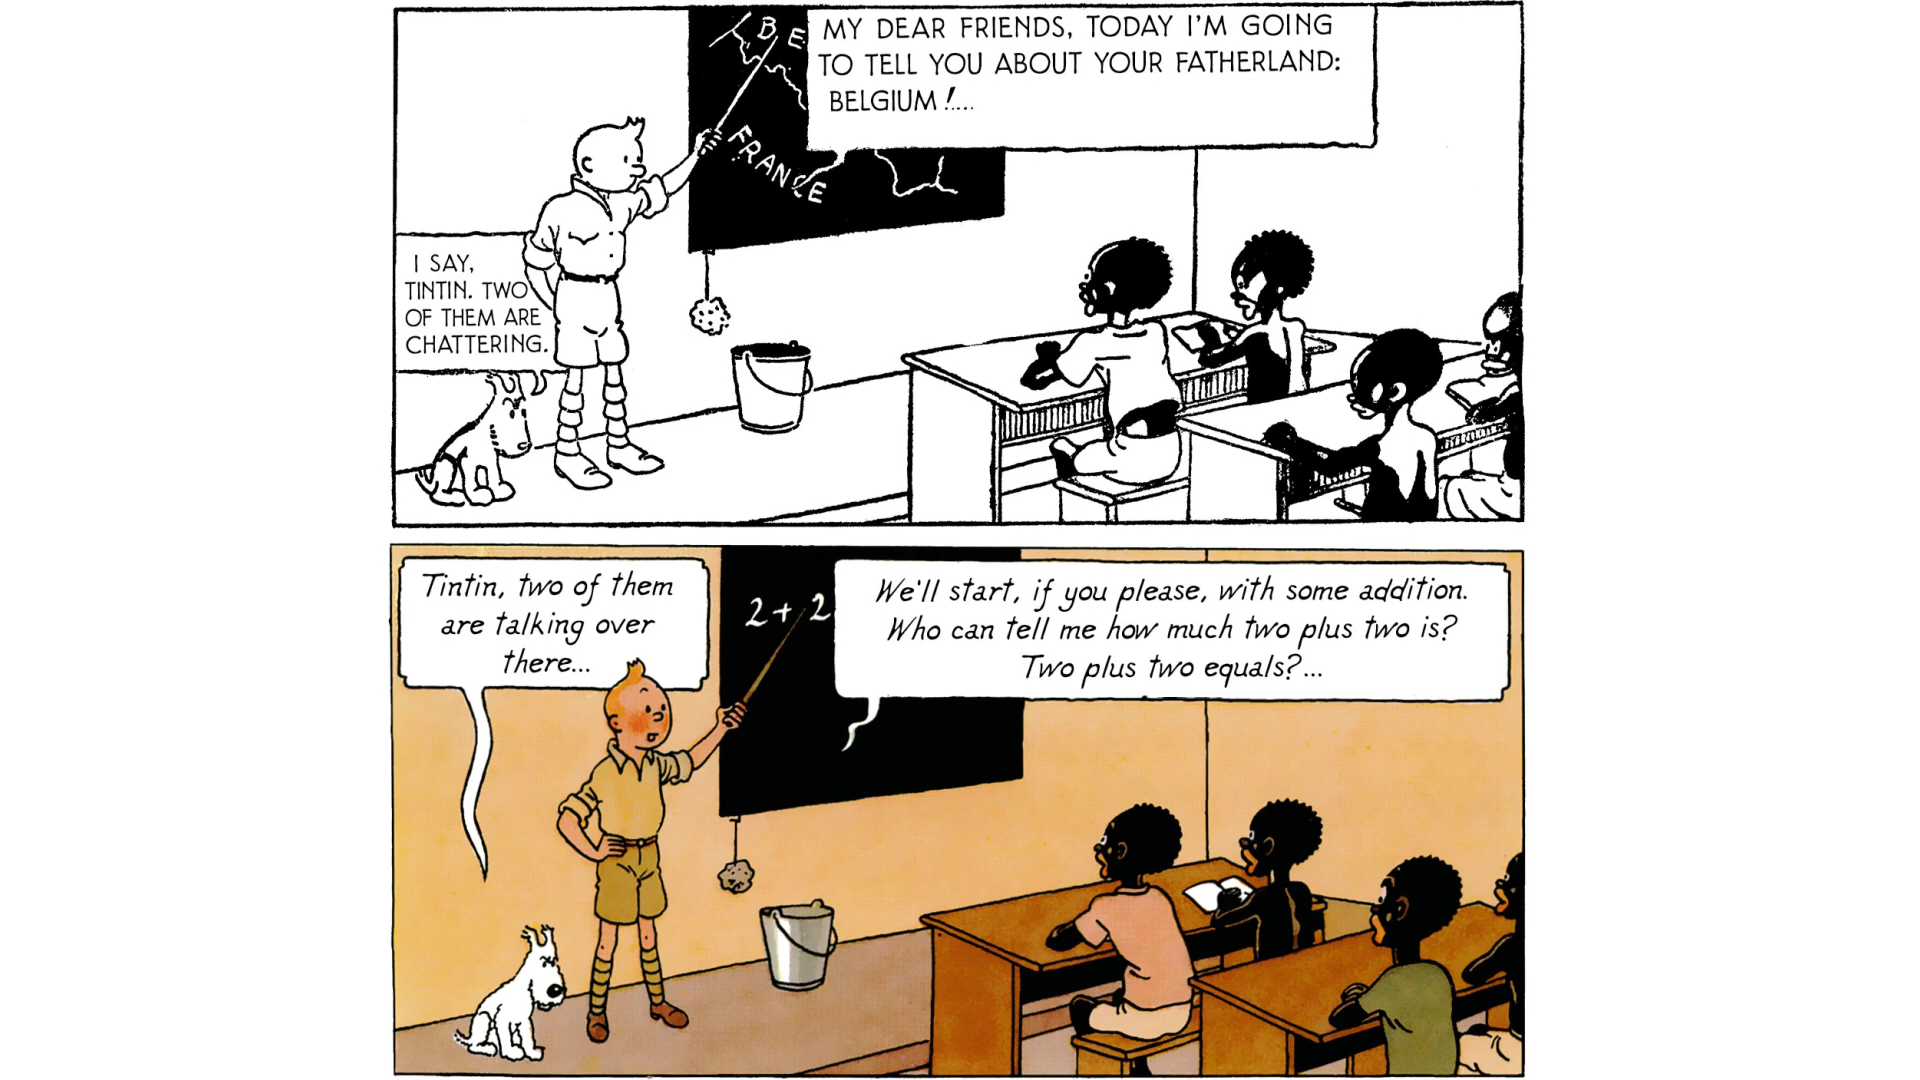 BE
MY DEAR FRIENDS, TODAY I'M GOING
TO TELL YOU ABOUT YOUR FATHERLAND:
BELGIUM!....
FRANCE
I SAY,
TINTIN. TWO
OF THEM ARE
CHATTERING.
Tintin, two of them
are talking over
there...
2+2
We'll start, if you please, with some addition.
Who can tell me how much two plus two is?
Two plus two equals?...